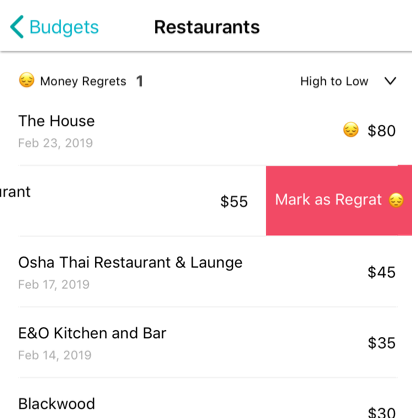 Budgets
Restaurants
Money Regrets 1
High to Low
The House
Feb 23, 2019
$80
urant
$55
Mark as Regrat
Osha Thai Restaurant & Launge
Feb 17, 2019
$45
E&O Kitchen and Bar
Feb 14, 2019
$35
Blackwood
$30